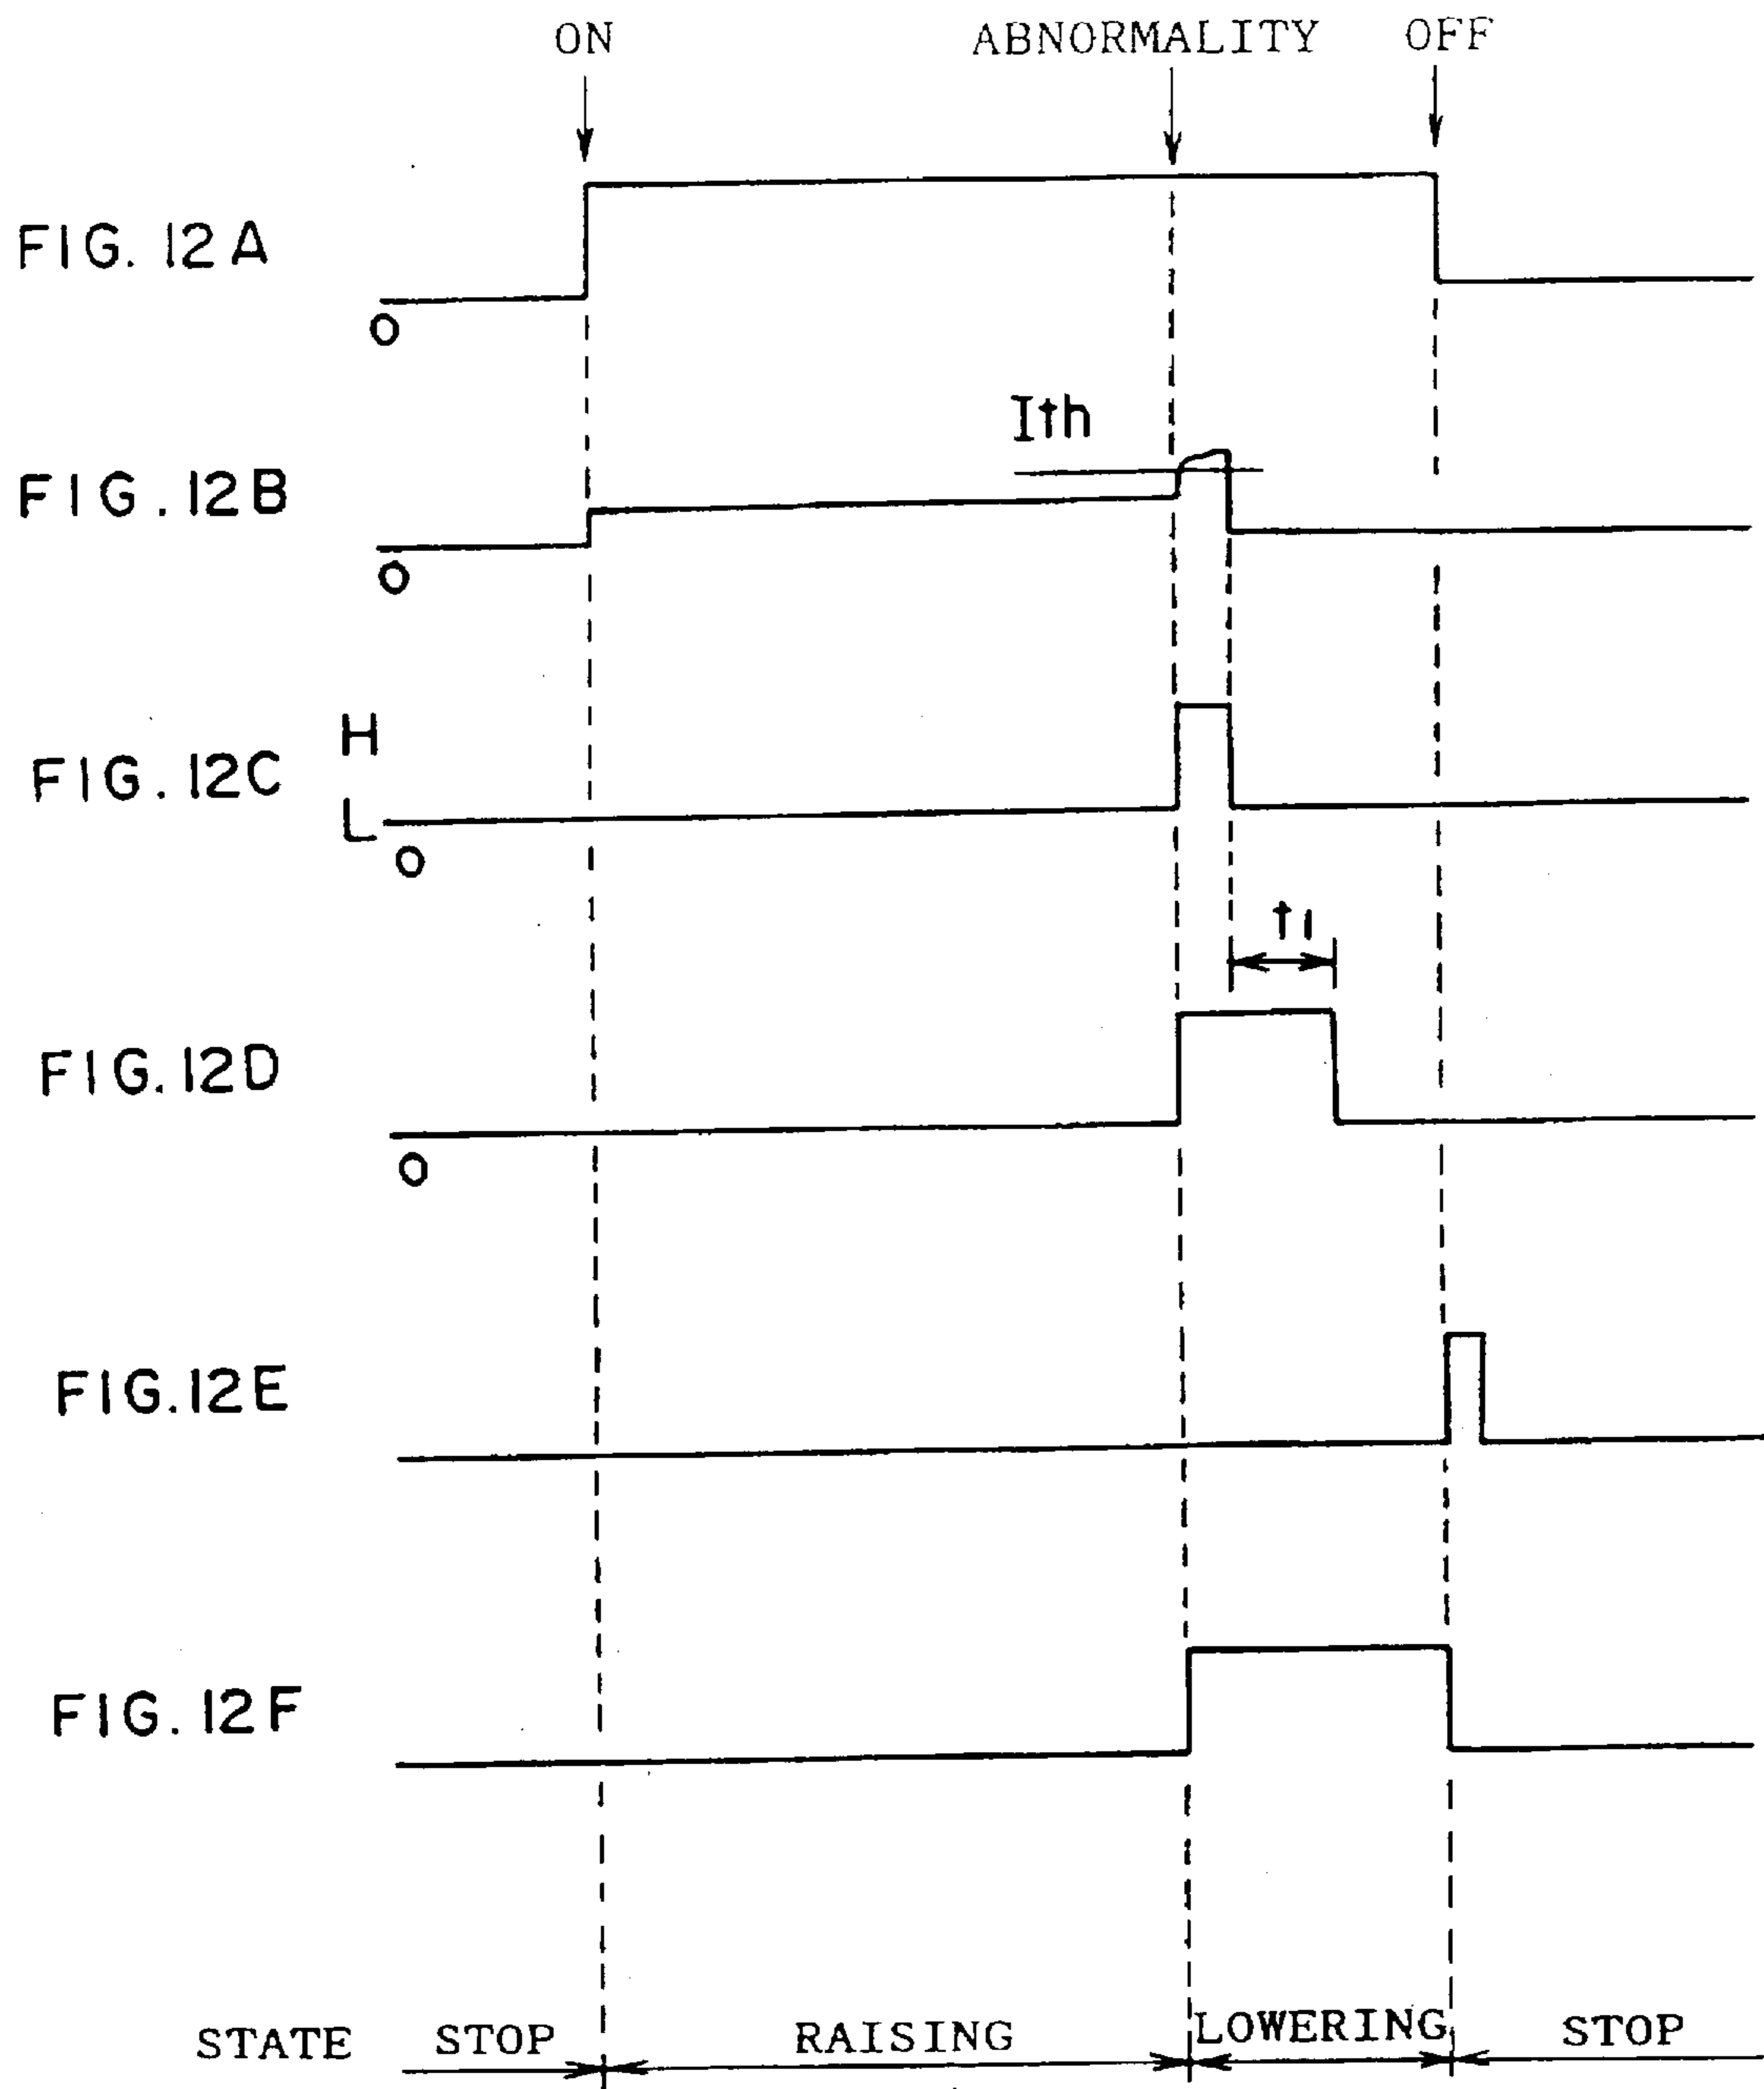 ON ABNORMALITY OFF
FIG. 12A
0
Ith
FIG. 12B
0
H
FIG. 12C
L
0
t1
FIG. 12D
0
FIG. 12E
FIG. 12F
STATE STOP RAISING LOWERING STOP